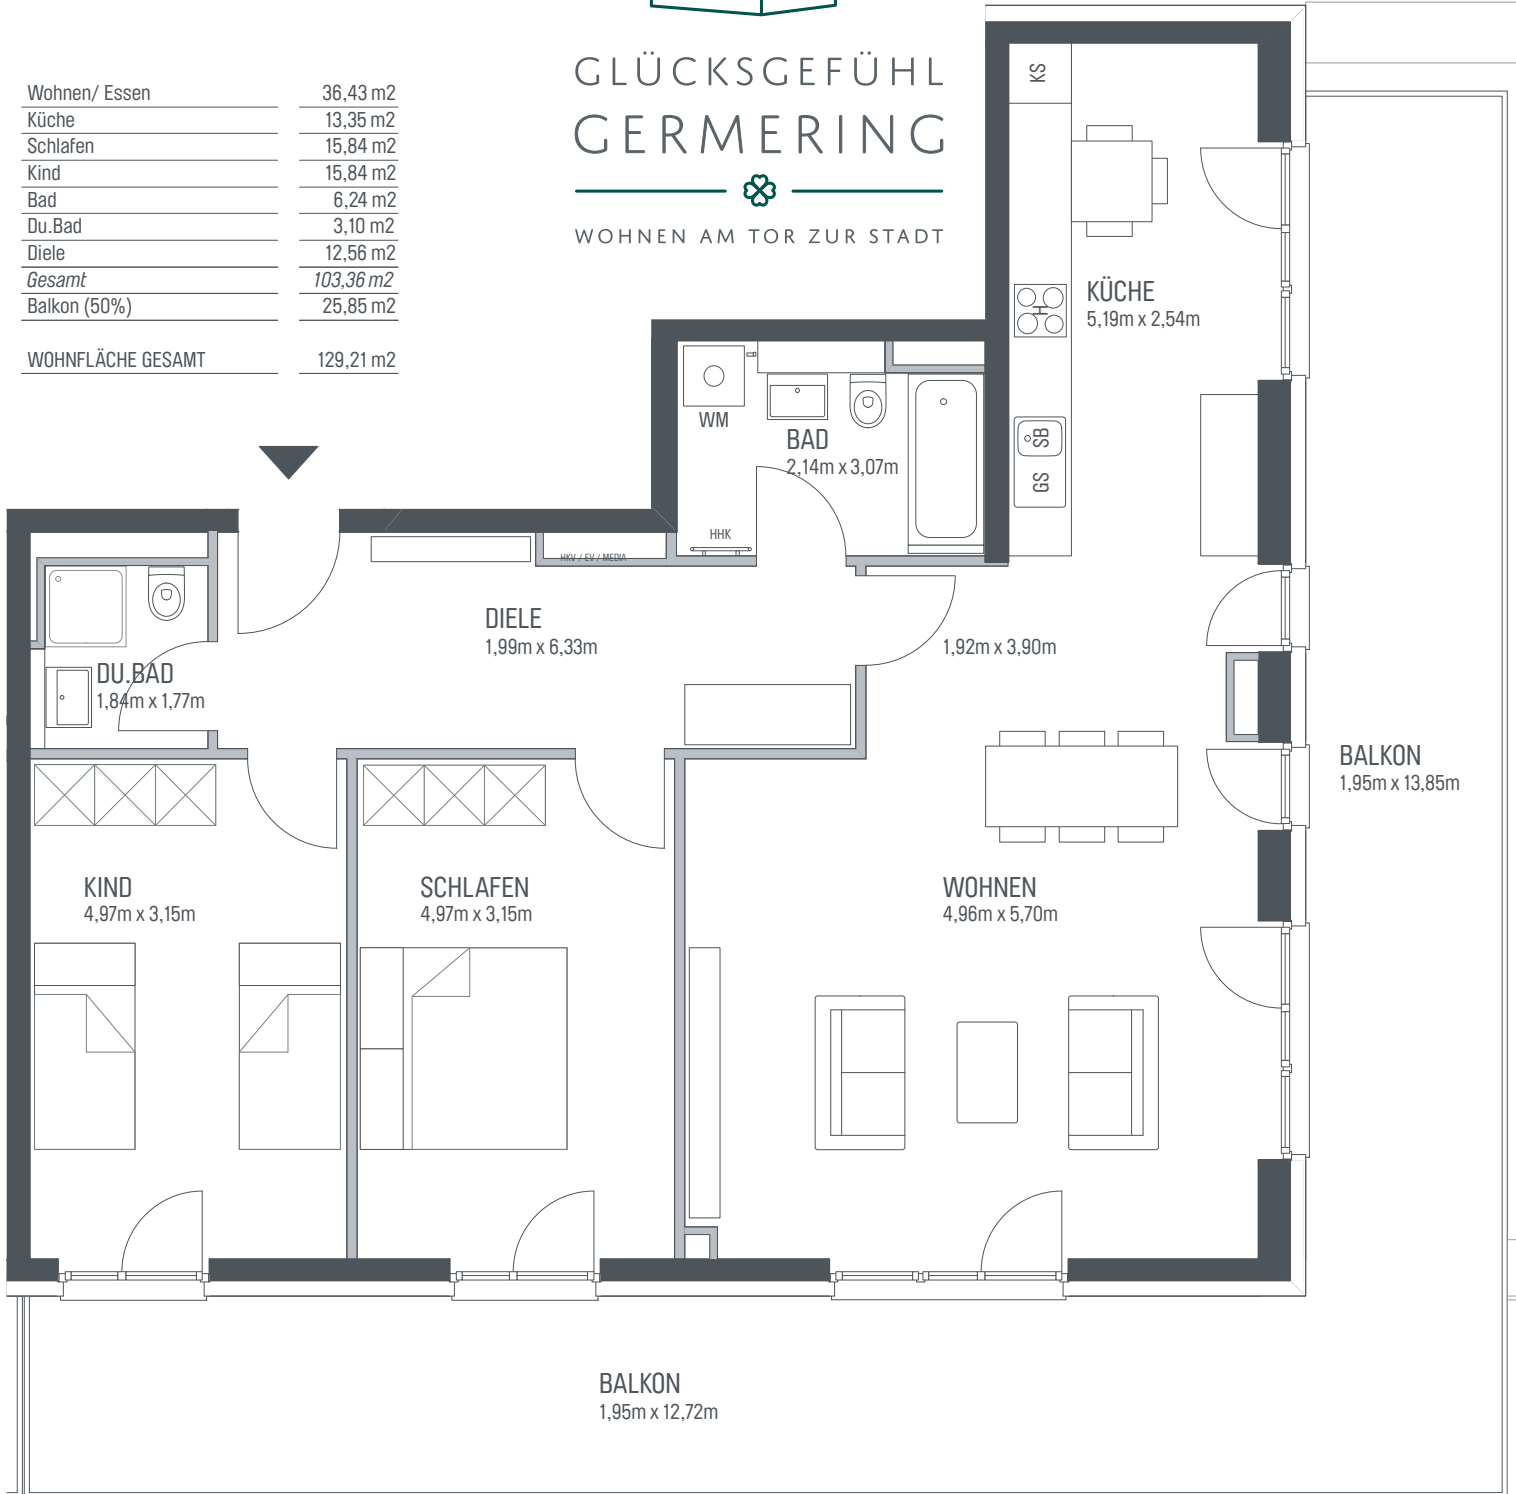 GLÜCKSGEFÜHL
GERMERING
WOHNEN AM TOR ZUR STADT
Wohnen/ Essen 36,43 m2
Küche 13,35 m2
Schlafen 15,84 m2
Kind 15,84 m2
Bad 6,24 m2
Du.Bad 3,10 m2
Diele 12,56 m2
Gesamt 103,36 m2
Balkon (50%) 25,85 m2
WOHNFLÄCHE GESAMT 129,21 m2
KS
KÜCHE
5,19m x 2,54m
SB
GS
WM
BAD
2,14m x 3,07m
HHK
HKV / EV / MEDIA
DIELE
1,99m x 6,33m
1,92m x 3,90m
DU.BAD
1,84m x 1,77m
BALKON
1,95m x 13,85m
KIND
4,97m x 3,15m
SCHLAFEN
4,97m x 3,15m
WOHNEN
4,96m x 5,70m
BALKON
1,95m x 12,72m